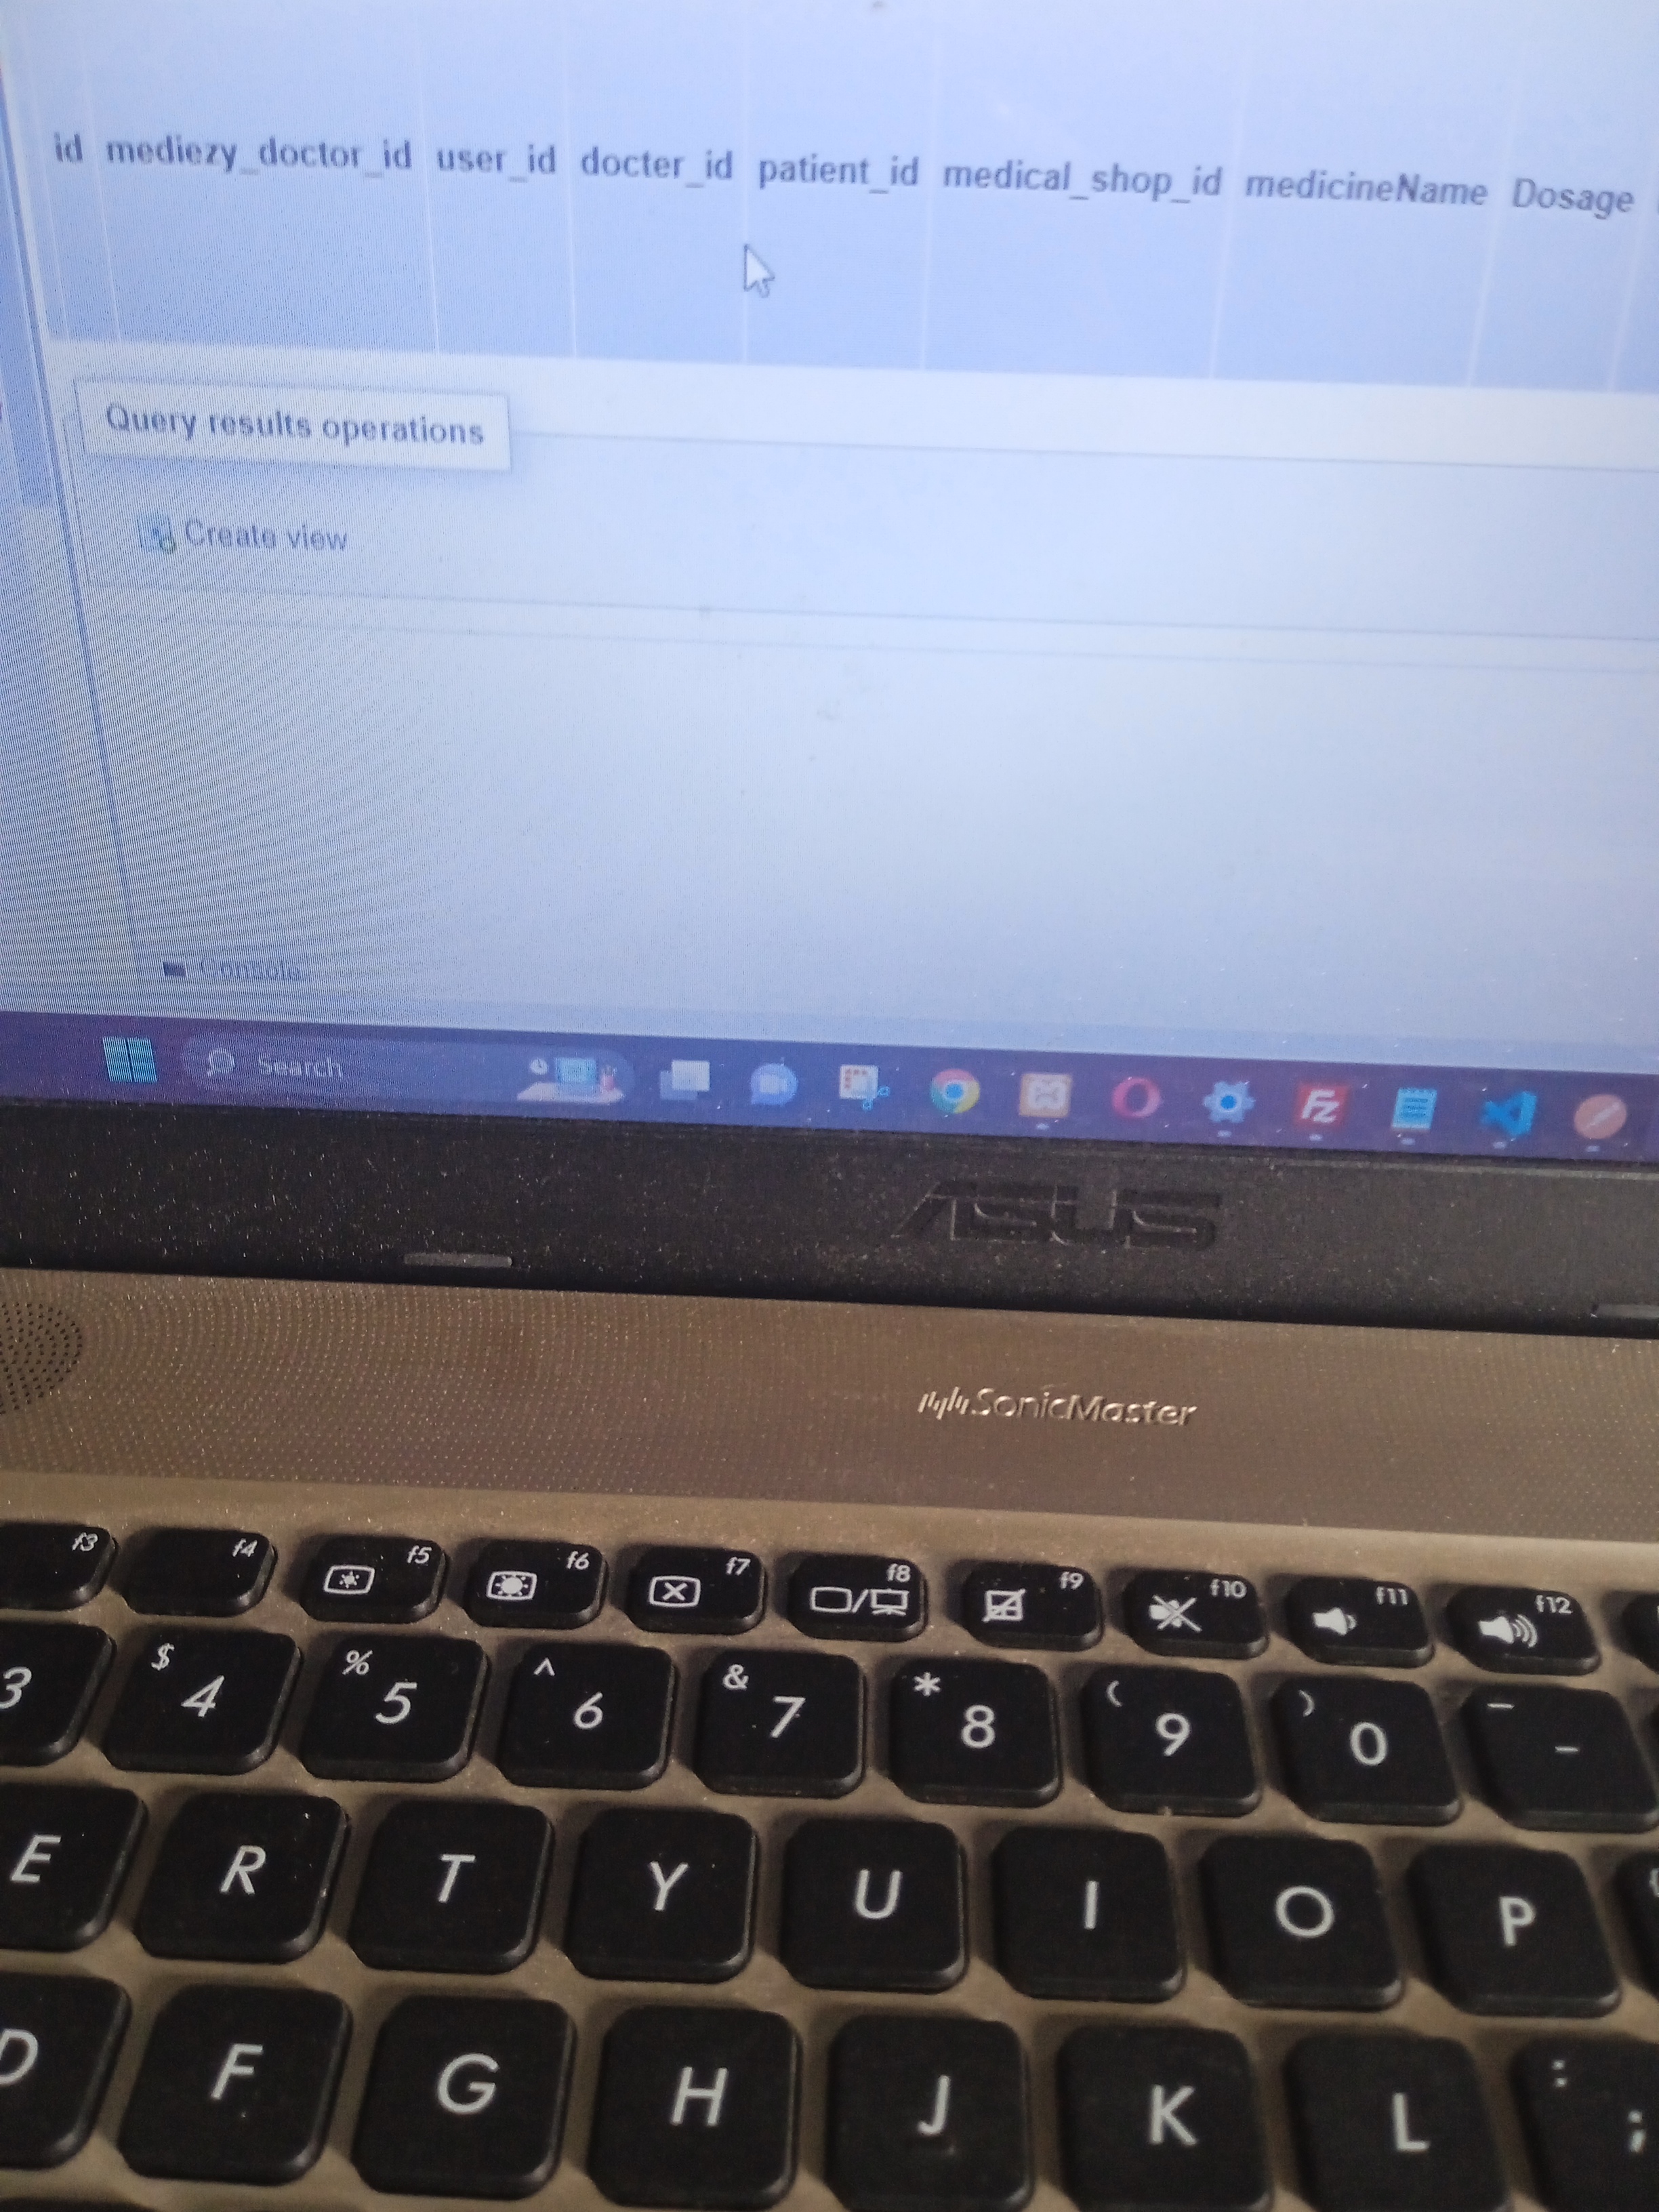 id mediezy_doctor_id user_id docter_id patient_id medical_shop_id medicineName Dosage
Query results operations
Create view
Console
Search
Fz
ASUS
SonicMaster
f3 f4 f5 f6 f7 f8 f9 f10 f11 f12
3 $ 4 % 5 ^ 6 & 7 * 8 ( 9 ) 0 _ -
E R T Y U I O P
D F G H J K L : ;